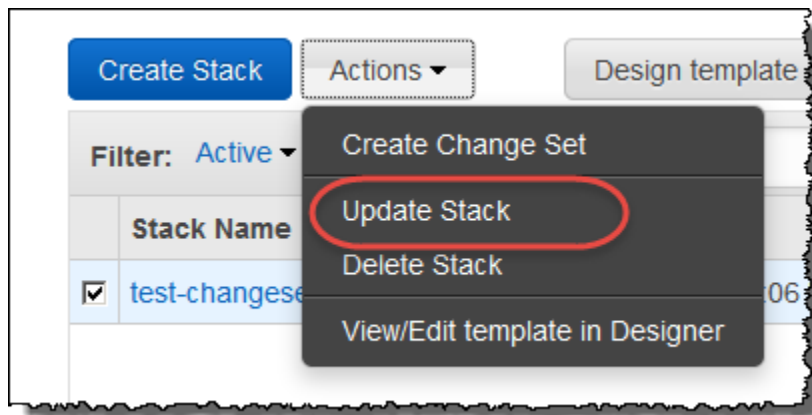 Create Stack Actions Design template
Filter: Active
Create Change Set
Stack Name
Update Stack
Delete Stack
test-changese :06
View/Edit template in Designer